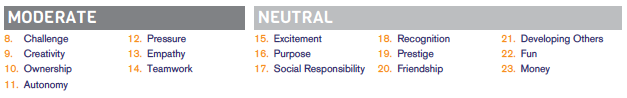 MODERATE
8. Challenge
9. Creativity
10. Ownership
11. Autonomy
12. Pressure
13. Empathy
14. Teamwork
NEUTRAL
15. Excitement
16. Purpose
17. Social Responsibility
18. Recognition
19. Prestige
20. Friendship
21. Developing Others
22. Fun
23. Money